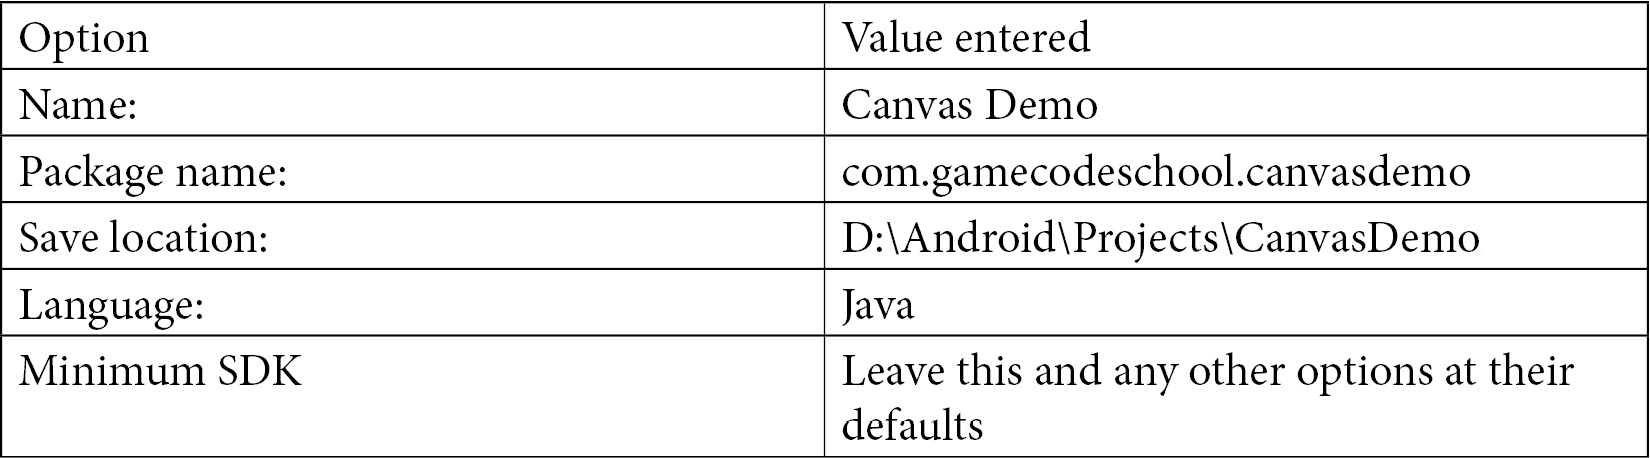 Option Value entered
Name: Canvas Demo
Package name: com.gamecodeschool.canvasdemo
Save location: D:\Android\Projects\CanvasDemo
Language: Java
Minimum SDK Leave this and any other options at their
defaults